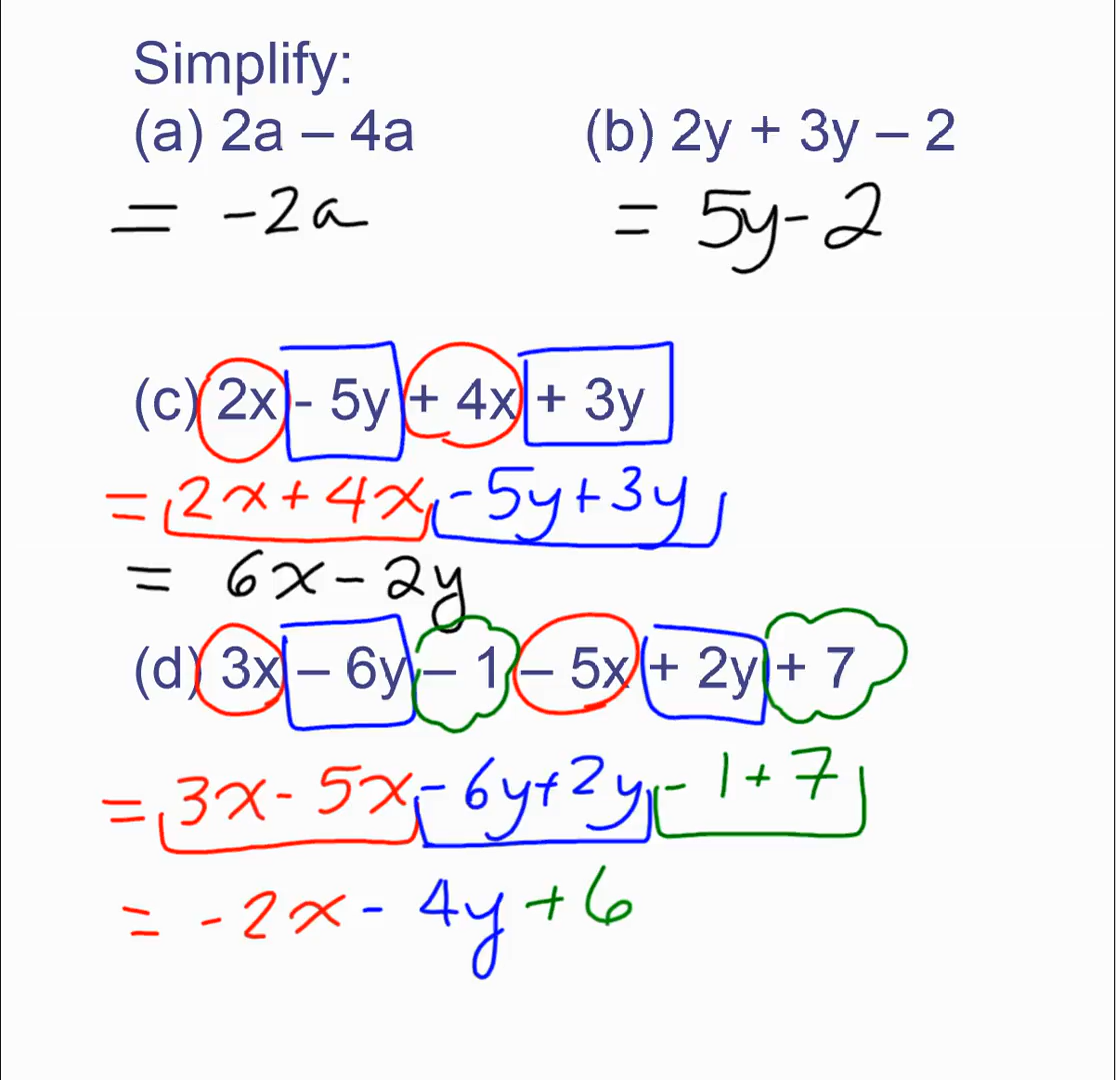 Simplify:
(a) 2a – 4a
= -2a
(b) 2y + 3y – 2
= 5y-2
(c) 2x - 5y + 4x + 3y
= 2x+4x -5y+3y
= 6x-2y
(d) 3x – 6y – 1 – 5x + 2y + 7
= 3x- 5x - 6y+2y - 1+7
= -2x - 4y +6